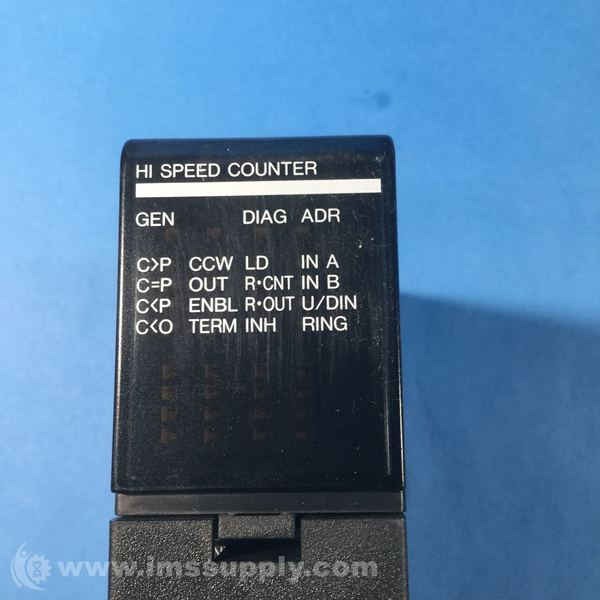 HI SPEED COUNTER
GEN DIAG ADR
C>P CCW LD IN A
C=P OUT R•CNT IN B
C<P ENBL R•OUT U/DIN
C<O TERM INH RING
www.imssupply.com